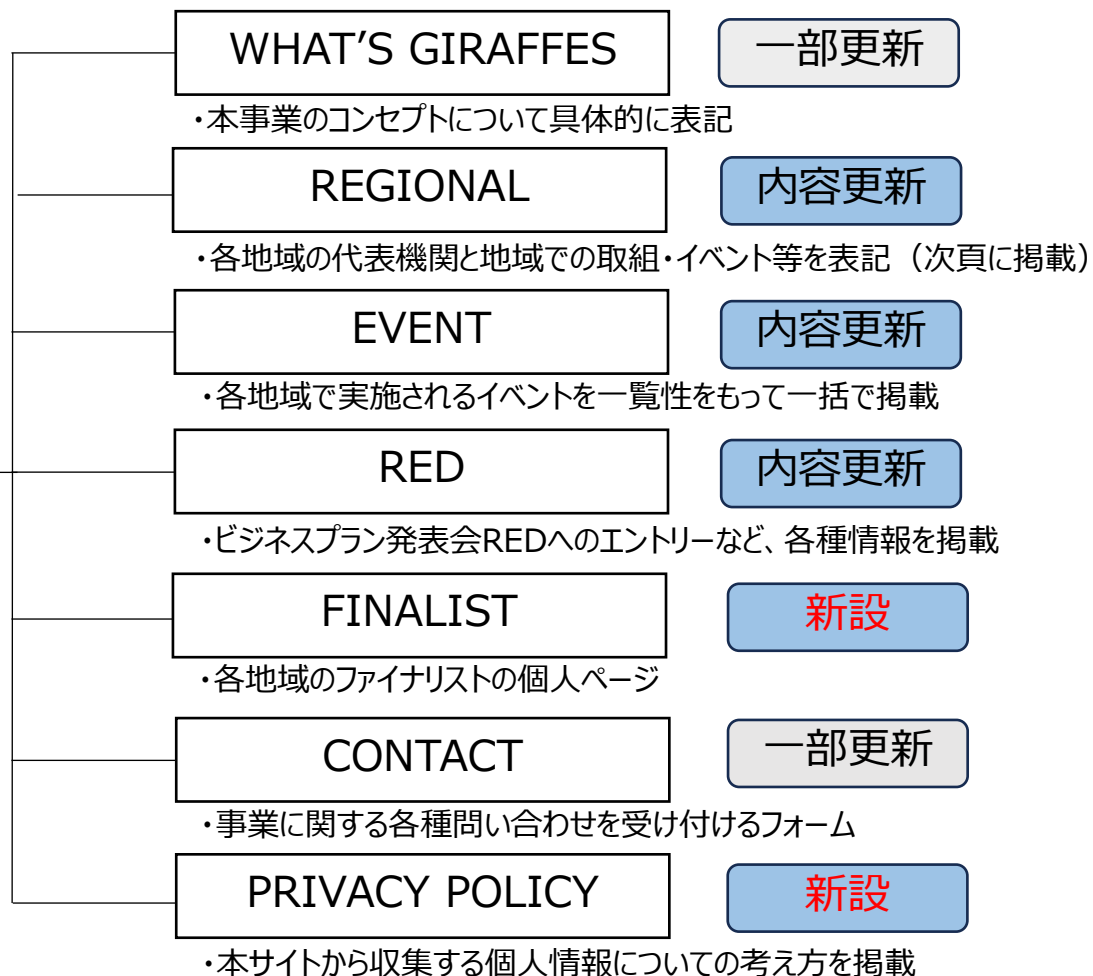 WHAT'S GIRAFFES 一部更新
・本事業のコンセプトについて具体的に表記
REGIONAL 内容更新
・各地域の代表機関と地域での取組・イベント等を表記（次頁に掲載）
EVENT 内容更新
・各地域で実施されるイベントを一覧性をもって一括で掲載
RED 内容更新
・ビジネスプラン発表会REDへのエントリーなど、各種情報を掲載
FINALIST 新設
・各地域のファイナリストの個人ページ
CONTACT 一部更新
・事業に関する各種問い合わせを受け付けるフォーム
PRIVACY POLICY 新設
・本サイトから収集する個人情報についての考え方を掲載